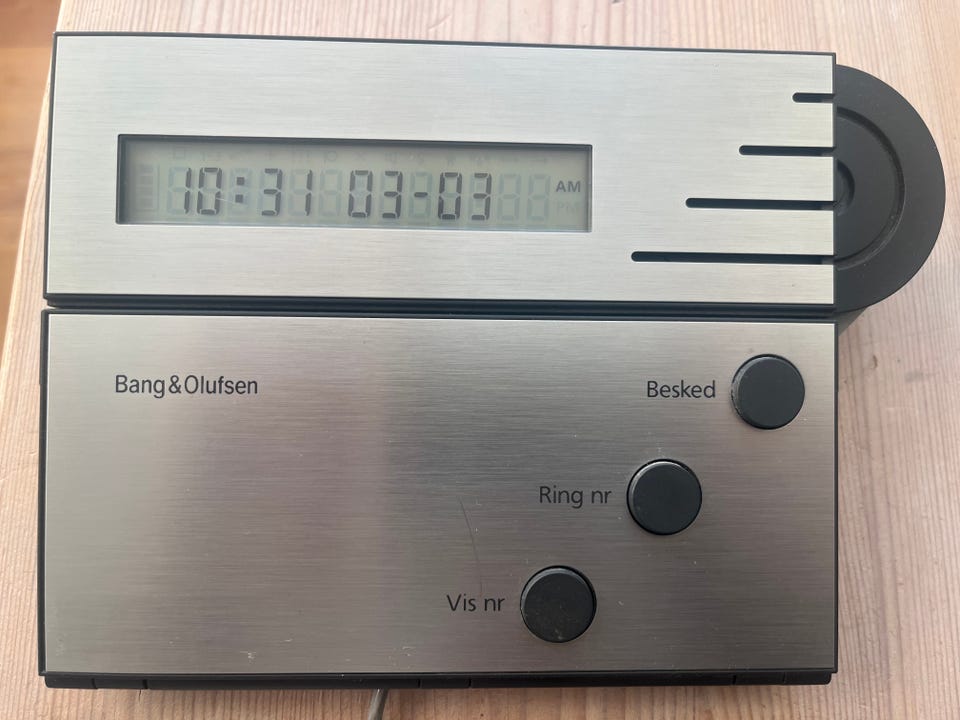 10:31 03-03 AM
PM
Bang&Olufsen
Besked
Ring nr
Vis nr